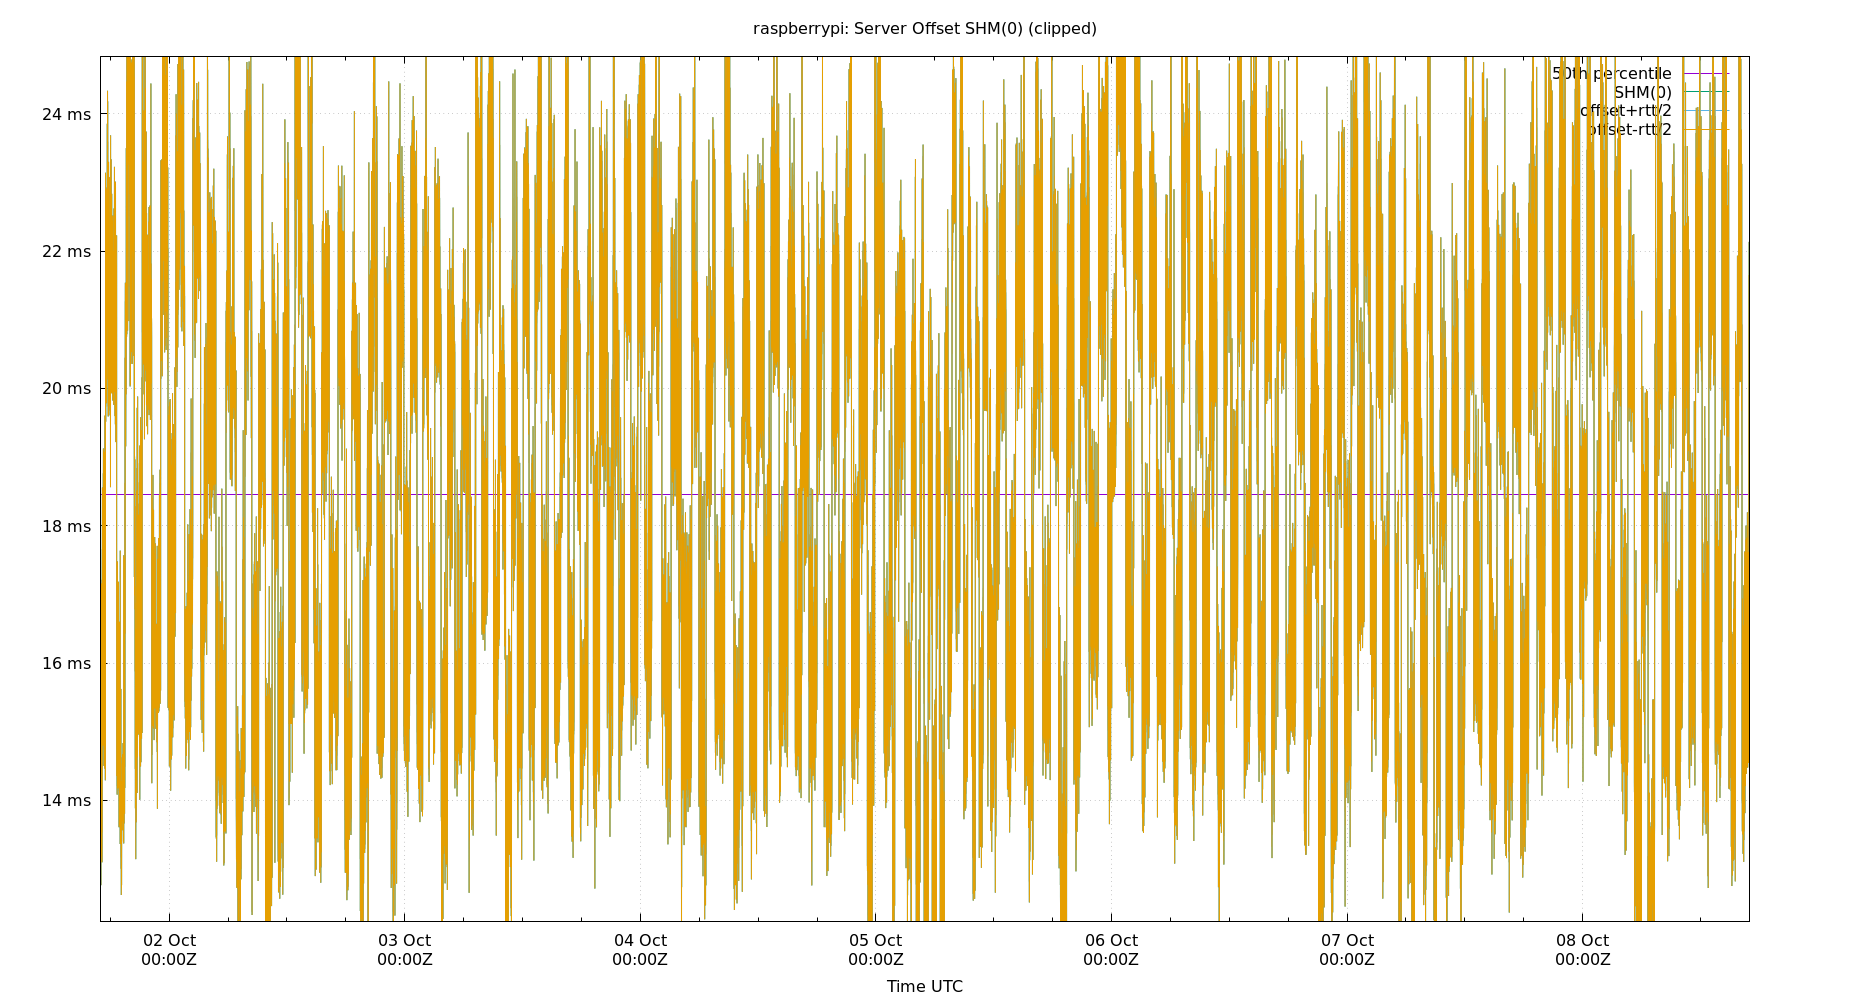 raspberrypi: Server Offset SHM(0) (clipped)
50th percentile
SHM(0)
offset+rtt/2
offset-rtt/2
24 ms
22 ms
20 ms
18 ms
16 ms
14 ms
02 Oct 03 Oct 04 Oct 05 Oct 06 Oct 07 Oct 08 Oct
00:00Z 00:00Z 00:00Z 00:00Z 00:00Z 00:00Z 00:00Z
Time UTC